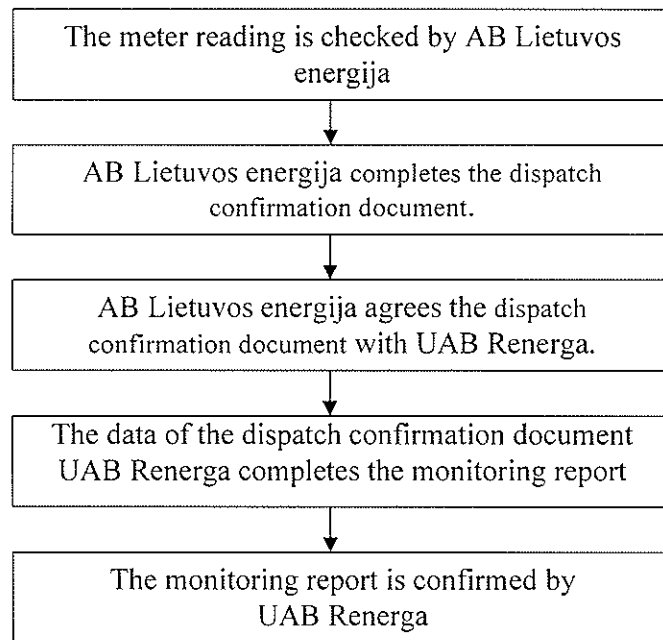 The meter reading is checked by AB Lietuvos
energija
AB Lietuvos energija completes the dispatch
confirmation document.
AB Lietuvos energija agrees the dispatch
confirmation document with UAB Renerga.
The data of the dispatch confirmation document
UAB Renerga completes the monitoring report
The monitoring report is confirmed by
UAB Renerga